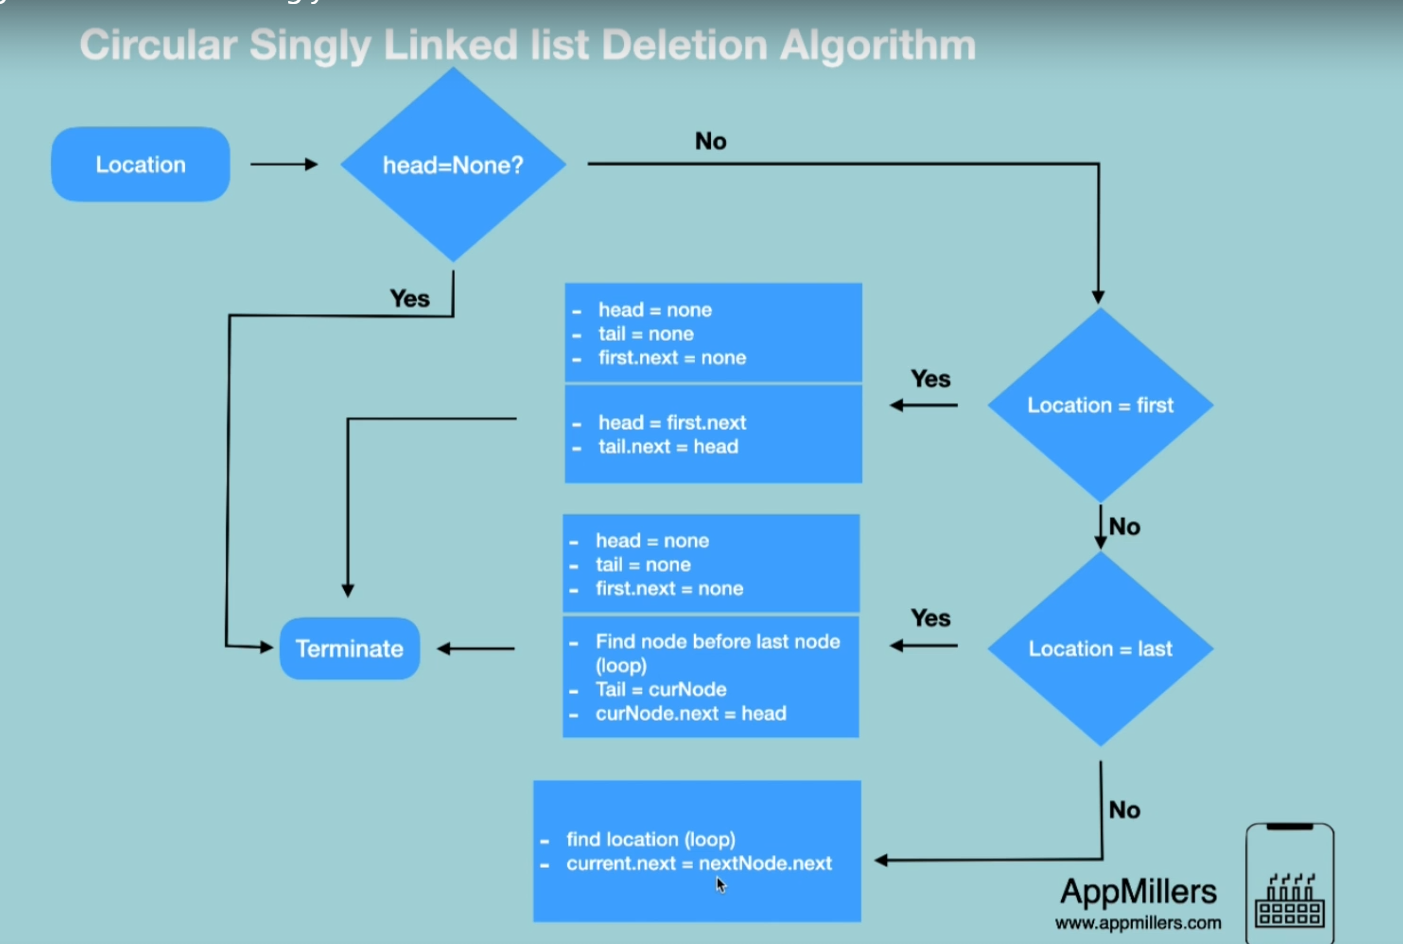 Circular Singly Linked list Deletion Algorithm
Location
head=None?
No
Yes
- head = none
- tail = none
- first.next = none
- head = first.next
- tail.next = head
Yes
Location = first
No
- head = none
- tail = none
- first.next = none
- Find node before last node
(loop)
- Tail = curNode
- curNode.next = head
Yes
Location = last
Terminate
No
- find location (loop)
- current.next = nextNode.next
AppMillers
www.appmillers.com